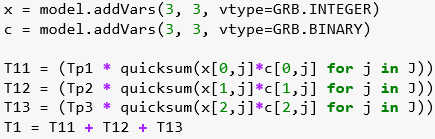 x = model.addVars(3, 3, vtype=GRB.INTEGER)
c = model.addVars(3, 3, vtype=GRB.BINARY)
T11 = (Tp1 * quicksum(x[0,j]*c[0,j] for j in J))
T12 = (Tp2 * quicksum(x[1,j]*c[1,j] for j in J))
T13 = (Tp3 * quicksum(x[2,j]*c[2,j] for j in J))
T1 = T11 + T12 + T13